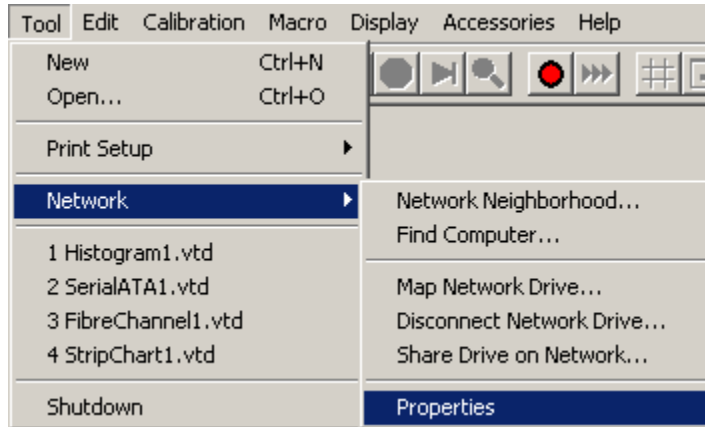 Tool Edit Calibration Macro Display Accessories Help
New Ctrl+N
Open... Ctrl+O
Print Setup
Network
1 Histogram1.vtd
2 SerialATA1.vtd
3 FibreChannel1.vtd
4 StripChart1.vtd
Shutdown
Network Neighborhood...
Find Computer...
Map Network Drive...
Disconnect Network Drive...
Share Drive on Network...
Properties